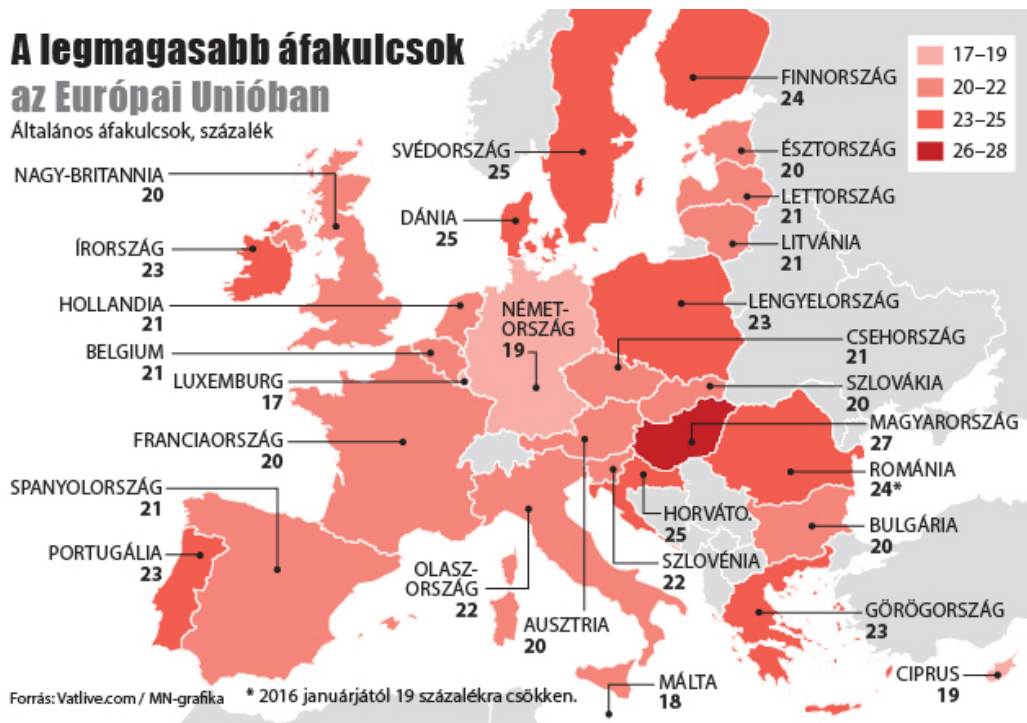 A legmagasabb áfakulcsok
az Európai Unióban
Általános áfakulcsok, százalék
17–19
20–22
23–25
26–28
FINNORSZÁG
24
SVÉDORSZÁG
25
ÉSZTORSZÁG
20
NAGY-BRITANNIA
20
LETTORSZÁG
21
DÁNIA
25
LITVÁNIA
21
ÍRORSZÁG
23
HOLLANDIA
21
NÉMET-
ORSZÁG
19
LENGYELORSZÁG
23
BELGIUM
21
CSEHORSZÁG
21
LUXEMBURG
17
SZLOVÁKIA
20
FRANCIAORSZÁG
20
MAGYARORSZÁG
27
SPANYOLORSZÁG
21
ROMÁNIA
24*
HORVÁTO.
25
BULGÁRIA
20
PORTUGÁLIA
23
OLASZ-
ORSZÁG
22
SZLOVÉNIA
22
AUSZTRIA
20
GÖRÖGORSZÁG
23
MÁLTA
18
CIPRUS
19
Forrás: Vatlive.com / MN-grafika
* 2016 januárjától 19 százalékra csökken.